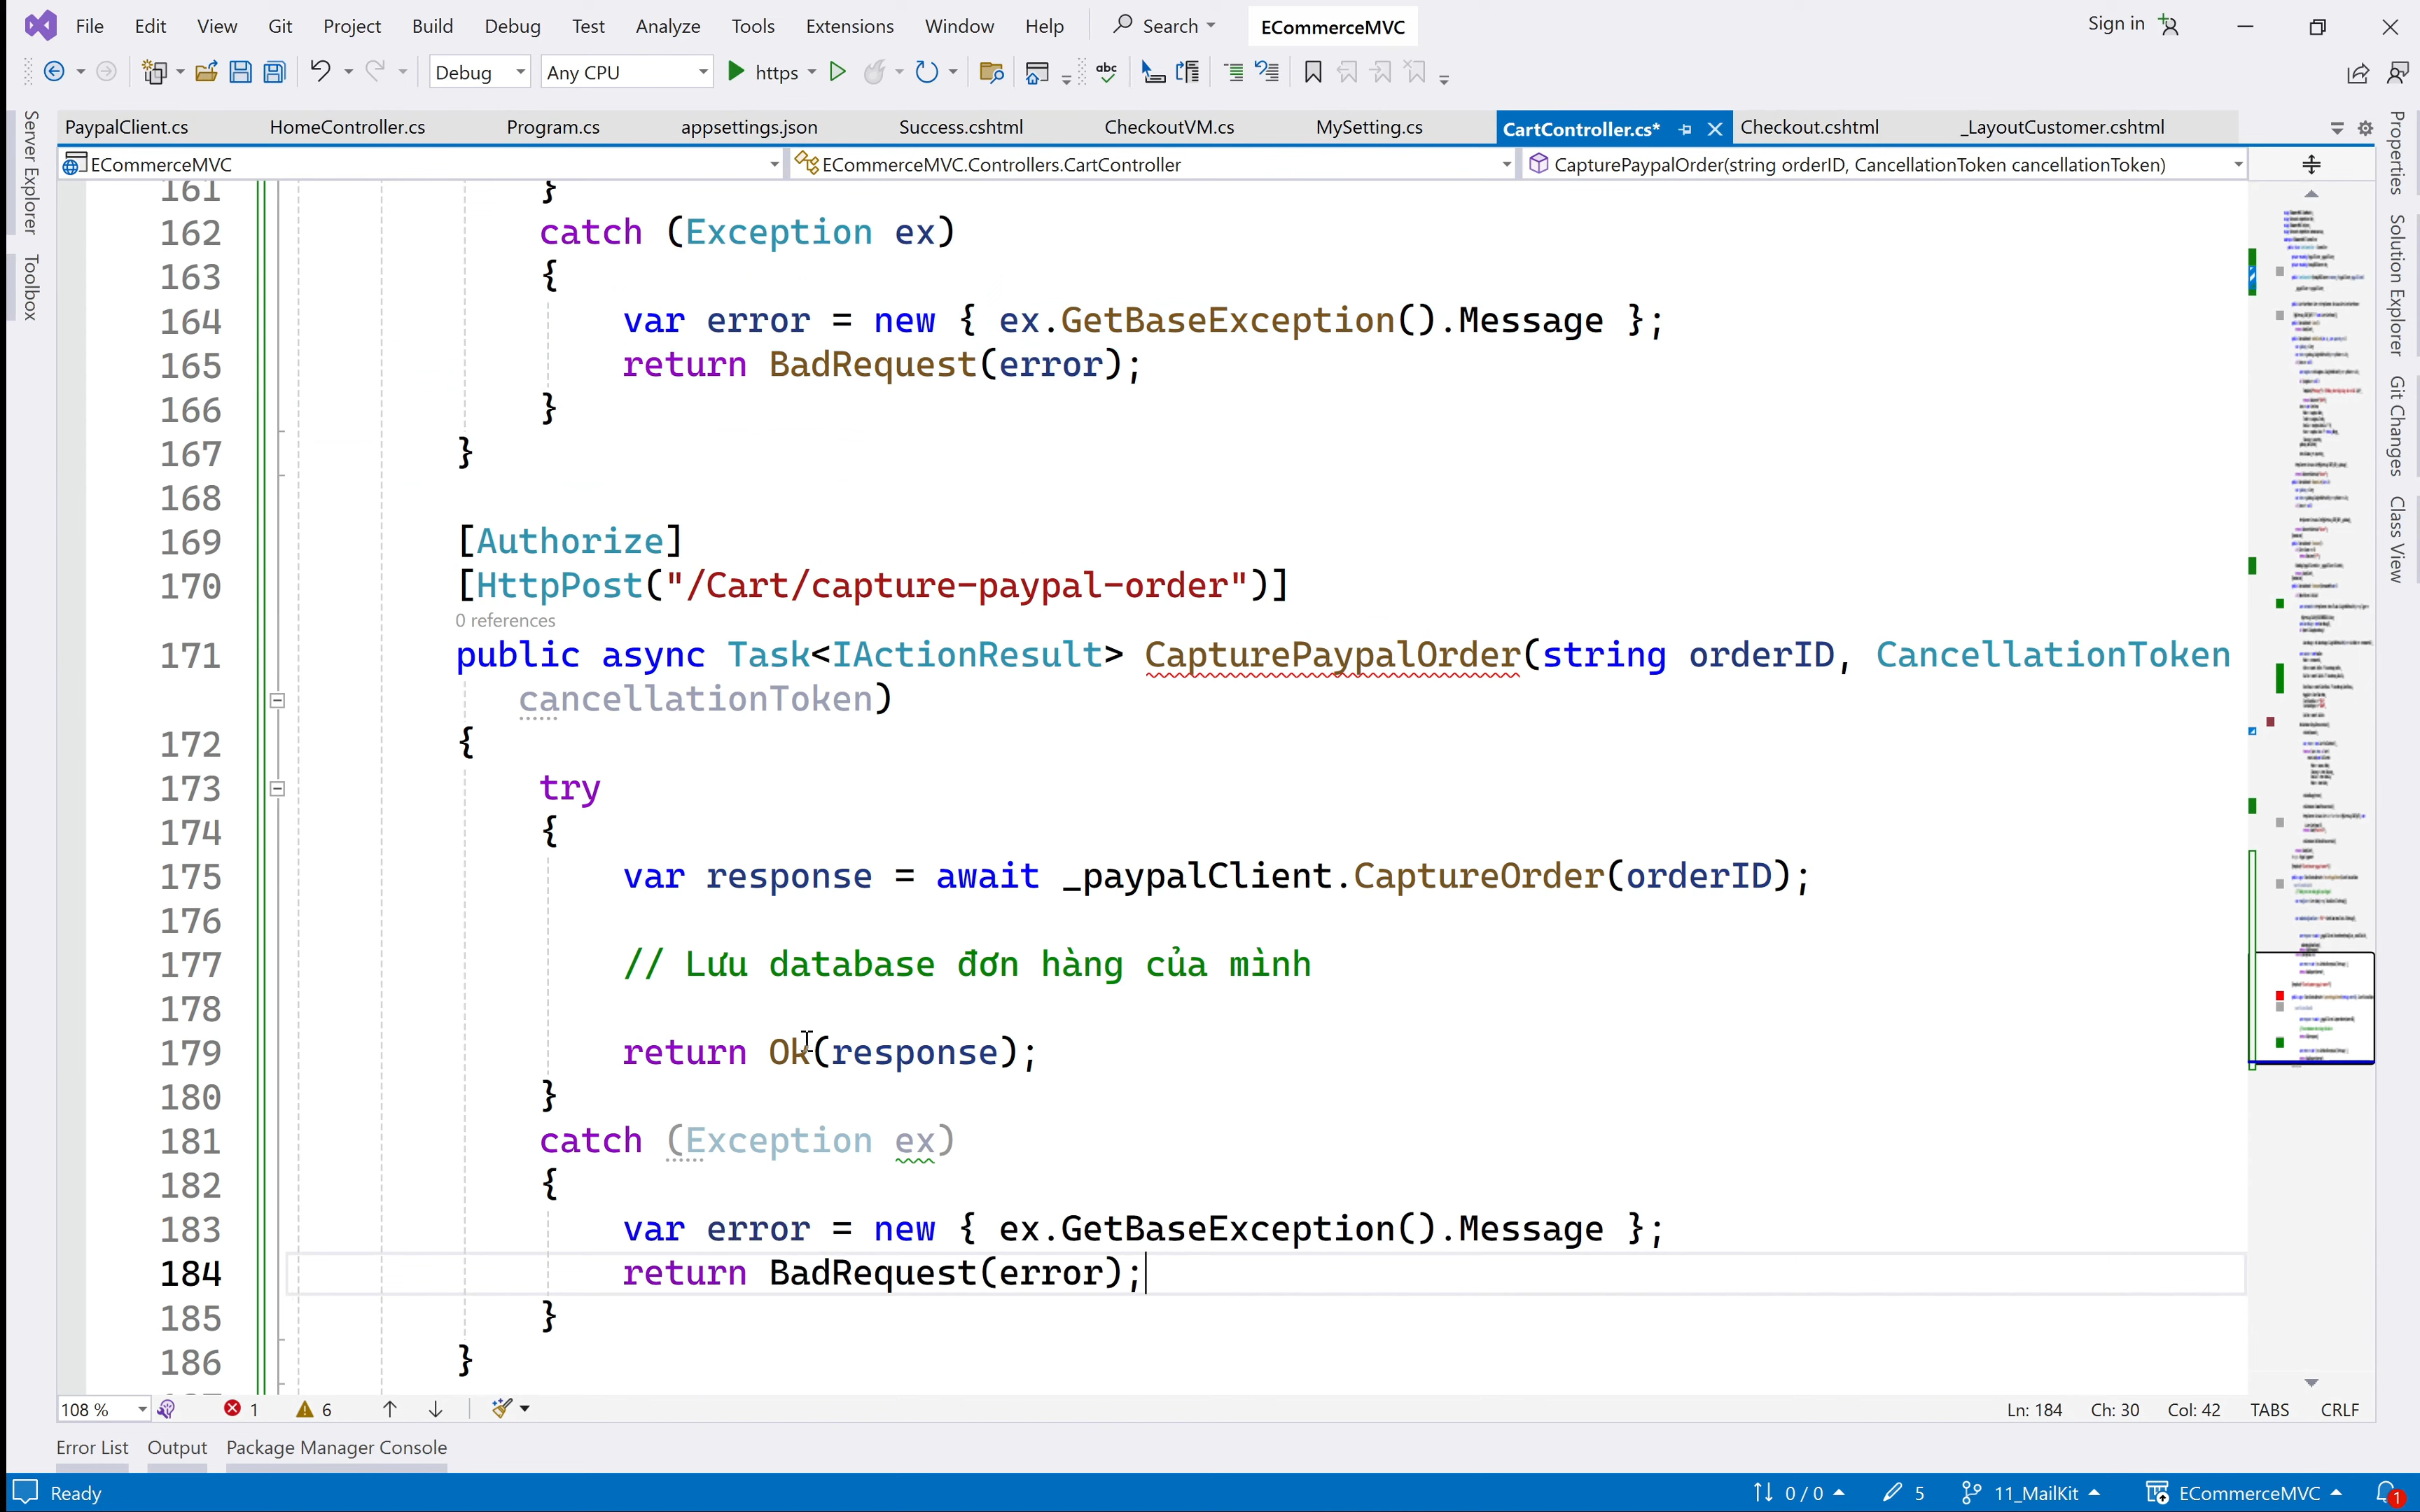 File Edit View Git Project Build Debug Test Analyze Tools Extensions Window Help Search ECommerceMVC Sign in
Debug Any CPU https abc
PaypalClient.cs HomeController.cs Program.cs appsettings.json Success.cshtml CheckoutVM.cs MySetting.cs CartController.cs* Checkout.cshtml _LayoutCustomer.cshtml
ECommerceMVC ECommerceMVC.Controllers.CartController CapturePaypalOrder(string orderID, CancellationToken cancellationToken)
Server Explorer
Toolbox
Properties
Solution Explorer
Git Changes
Class View
161 }
162 catch (Exception ex)
163 {
164 var error = new { ex.GetBaseException().Message };
165 return BadRequest(error);
166 }
167 }
168
169 [Authorize]
170 [HttpPost("/Cart/capture-paypal-order")]
0 references
171 public async Task<IActionResult> CapturePaypalOrder(string orderID, CancellationToken
cancellationToken)
172 {
173 try
174 {
175 var response = await _paypalClient.CaptureOrder(orderID);
176
177 // Lưu database đơn hàng của mình
178
179 return Ok(response);
180 }
181 catch (Exception ex)
182 {
183 var error = new { ex.GetBaseException().Message };
184 return BadRequest(error);
185 }
186 }
108 % 1 6 Ln: 184 Ch: 30 Col: 42 TABS CRLF
Error List Output Package Manager Console
Ready 0 / 0 5 11_MailKit ECommerceMVC 1